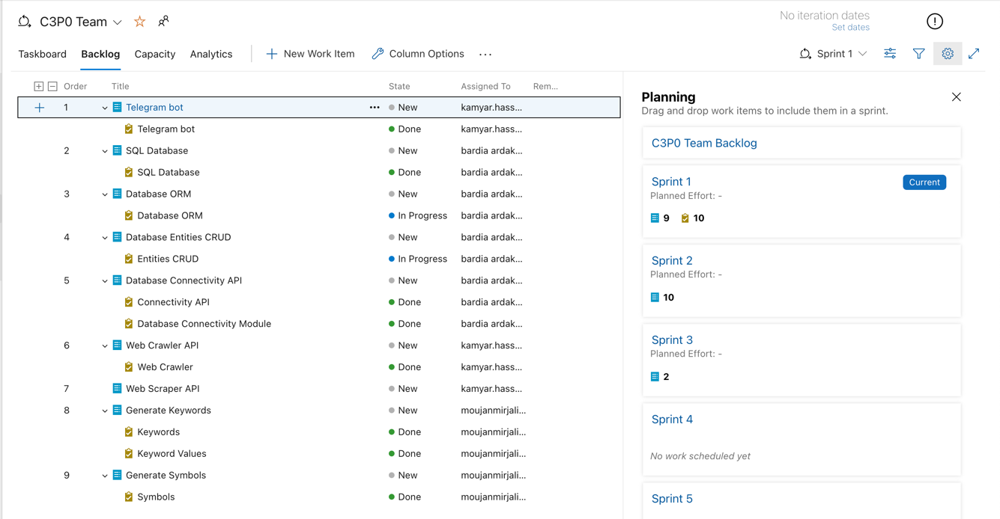 C3P0 Team
No iteration dates
Set dates
Taskboard Backlog Capacity Analytics New Work Item Column Options ... Sprint 1
Order Title State Assigned To Rem...
1 Telegram bot ... New kamyar.hass...
Telegram bot Done kamyar.hass...
2 SQL Database New bardia ardak...
SQL Database Done bardia ardak...
3 Database ORM New bardia ardak...
Database ORM In Progress bardia ardak...
4 Database Entities CRUD New bardia ardak...
Entities CRUD In Progress bardia ardak...
5 Database Connectivity API New bardia ardak...
Connectivity API Done bardia ardak...
Database Connectivity Module Done bardia ardak...
6 Web Crawler API New kamyar.hass...
Web Crawler Done kamyar.hass...
7 Web Scraper API New kamyar.hass...
8 Generate Keywords New moujanmirjali...
Keywords Done moujanmirjali...
Keyword Values Done moujanmirjali...
9 Generate Symbols New moujanmirjali...
Symbols Done moujanmirjali...
Planning
Drag and drop work items to include them in a sprint.
C3P0 Team Backlog
Sprint 1 Current
Planned Effort: -
9 10
Sprint 2
Planned Effort: -
10
Sprint 3
Planned Effort: -
2
Sprint 4
No work scheduled yet
Sprint 5